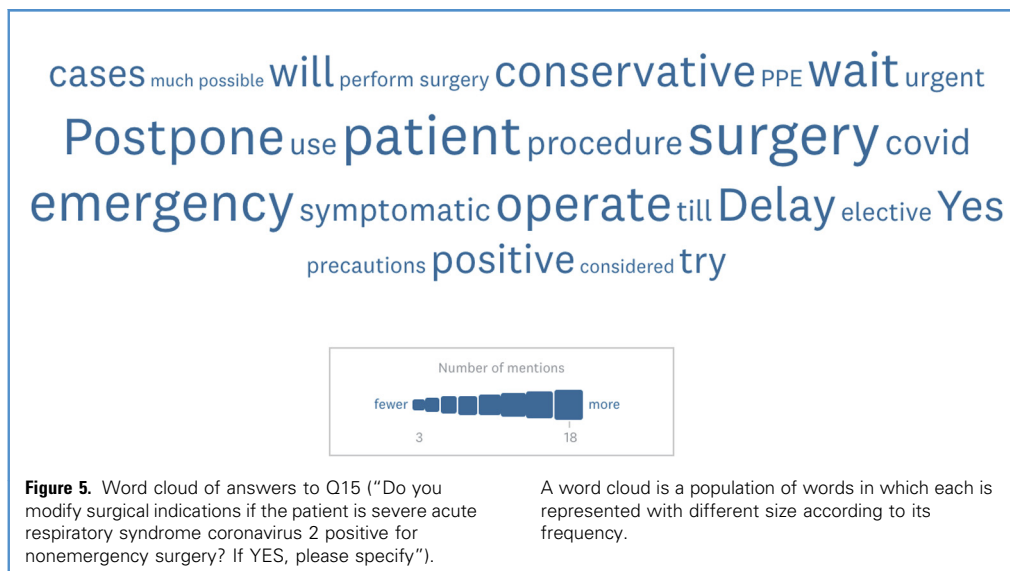 cases much possible will perform surgery conservative PPE wait urgent
Postpone use patient procedure surgery covid
emergency symptomatic operate till Delay elective Yes
precautions positive considered try
Number of mentions
fewer more
3 18
Figure 5. Word cloud of answers to Q15 (“Do you
modify surgical indications if the patient is severe acute
respiratory syndrome coronavirus 2 positive for
nonemergency surgery? If YES, please specify”).
A word cloud is a population of words in which each is
represented with different size according to its
frequency.